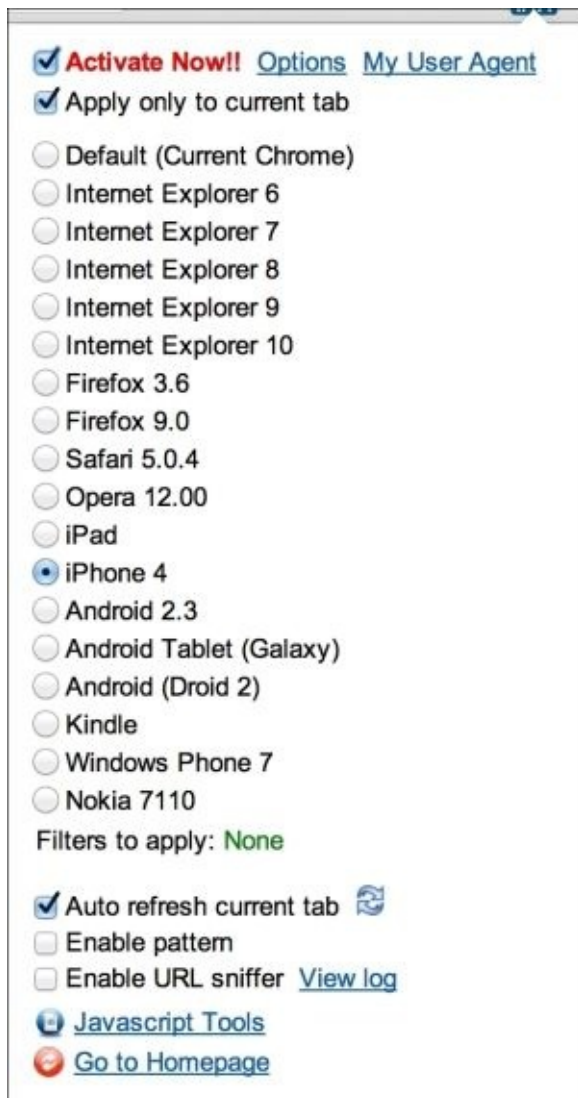 Activate Now!! Options My User Agent
Apply only to current tab
Default (Current Chrome)
Internet Explorer 6
Internet Explorer 7
Internet Explorer 8
Internet Explorer 9
Internet Explorer 10
Firefox 3.6
Firefox 9.0
Safari 5.0.4
Opera 12.00
iPad
iPhone 4
Android 2.3
Android Tablet (Galaxy)
Android (Droid 2)
Kindle
Windows Phone 7
Nokia 7110
Filters to apply: None
Auto refresh current tab
Enable pattern
Enable URL sniffer View log
Javascript Tools
Go to Homepage